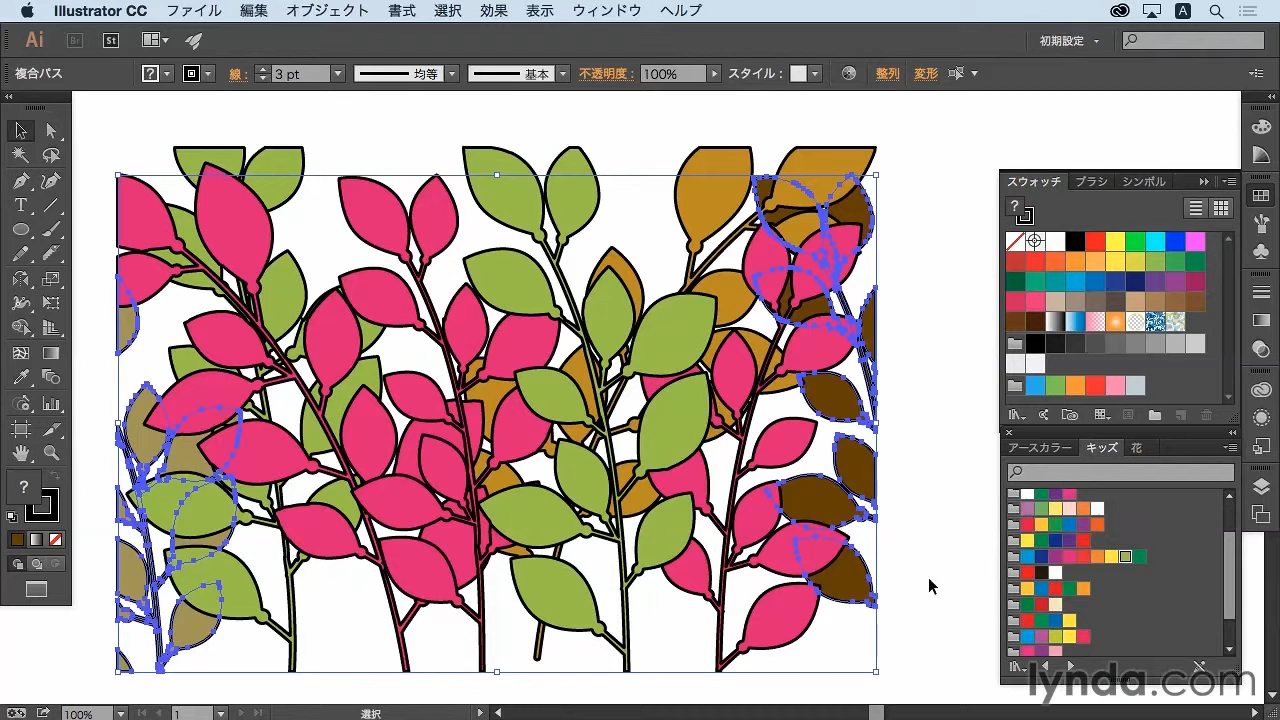 Illustrator CC ファイル 編集 オブジェクト 書式 選択 効果 表示 ウィンドウ ヘルプ A
Ai Br St 初期設定
複合パス ? 線 : 3 pt 均等 基本 不透明度 : 100% スタイル : 整列 変形
スウォッチ ブラシ シンボル
?
T
?
アースカラー キッズ 花
lynda.com
100% 1 選択